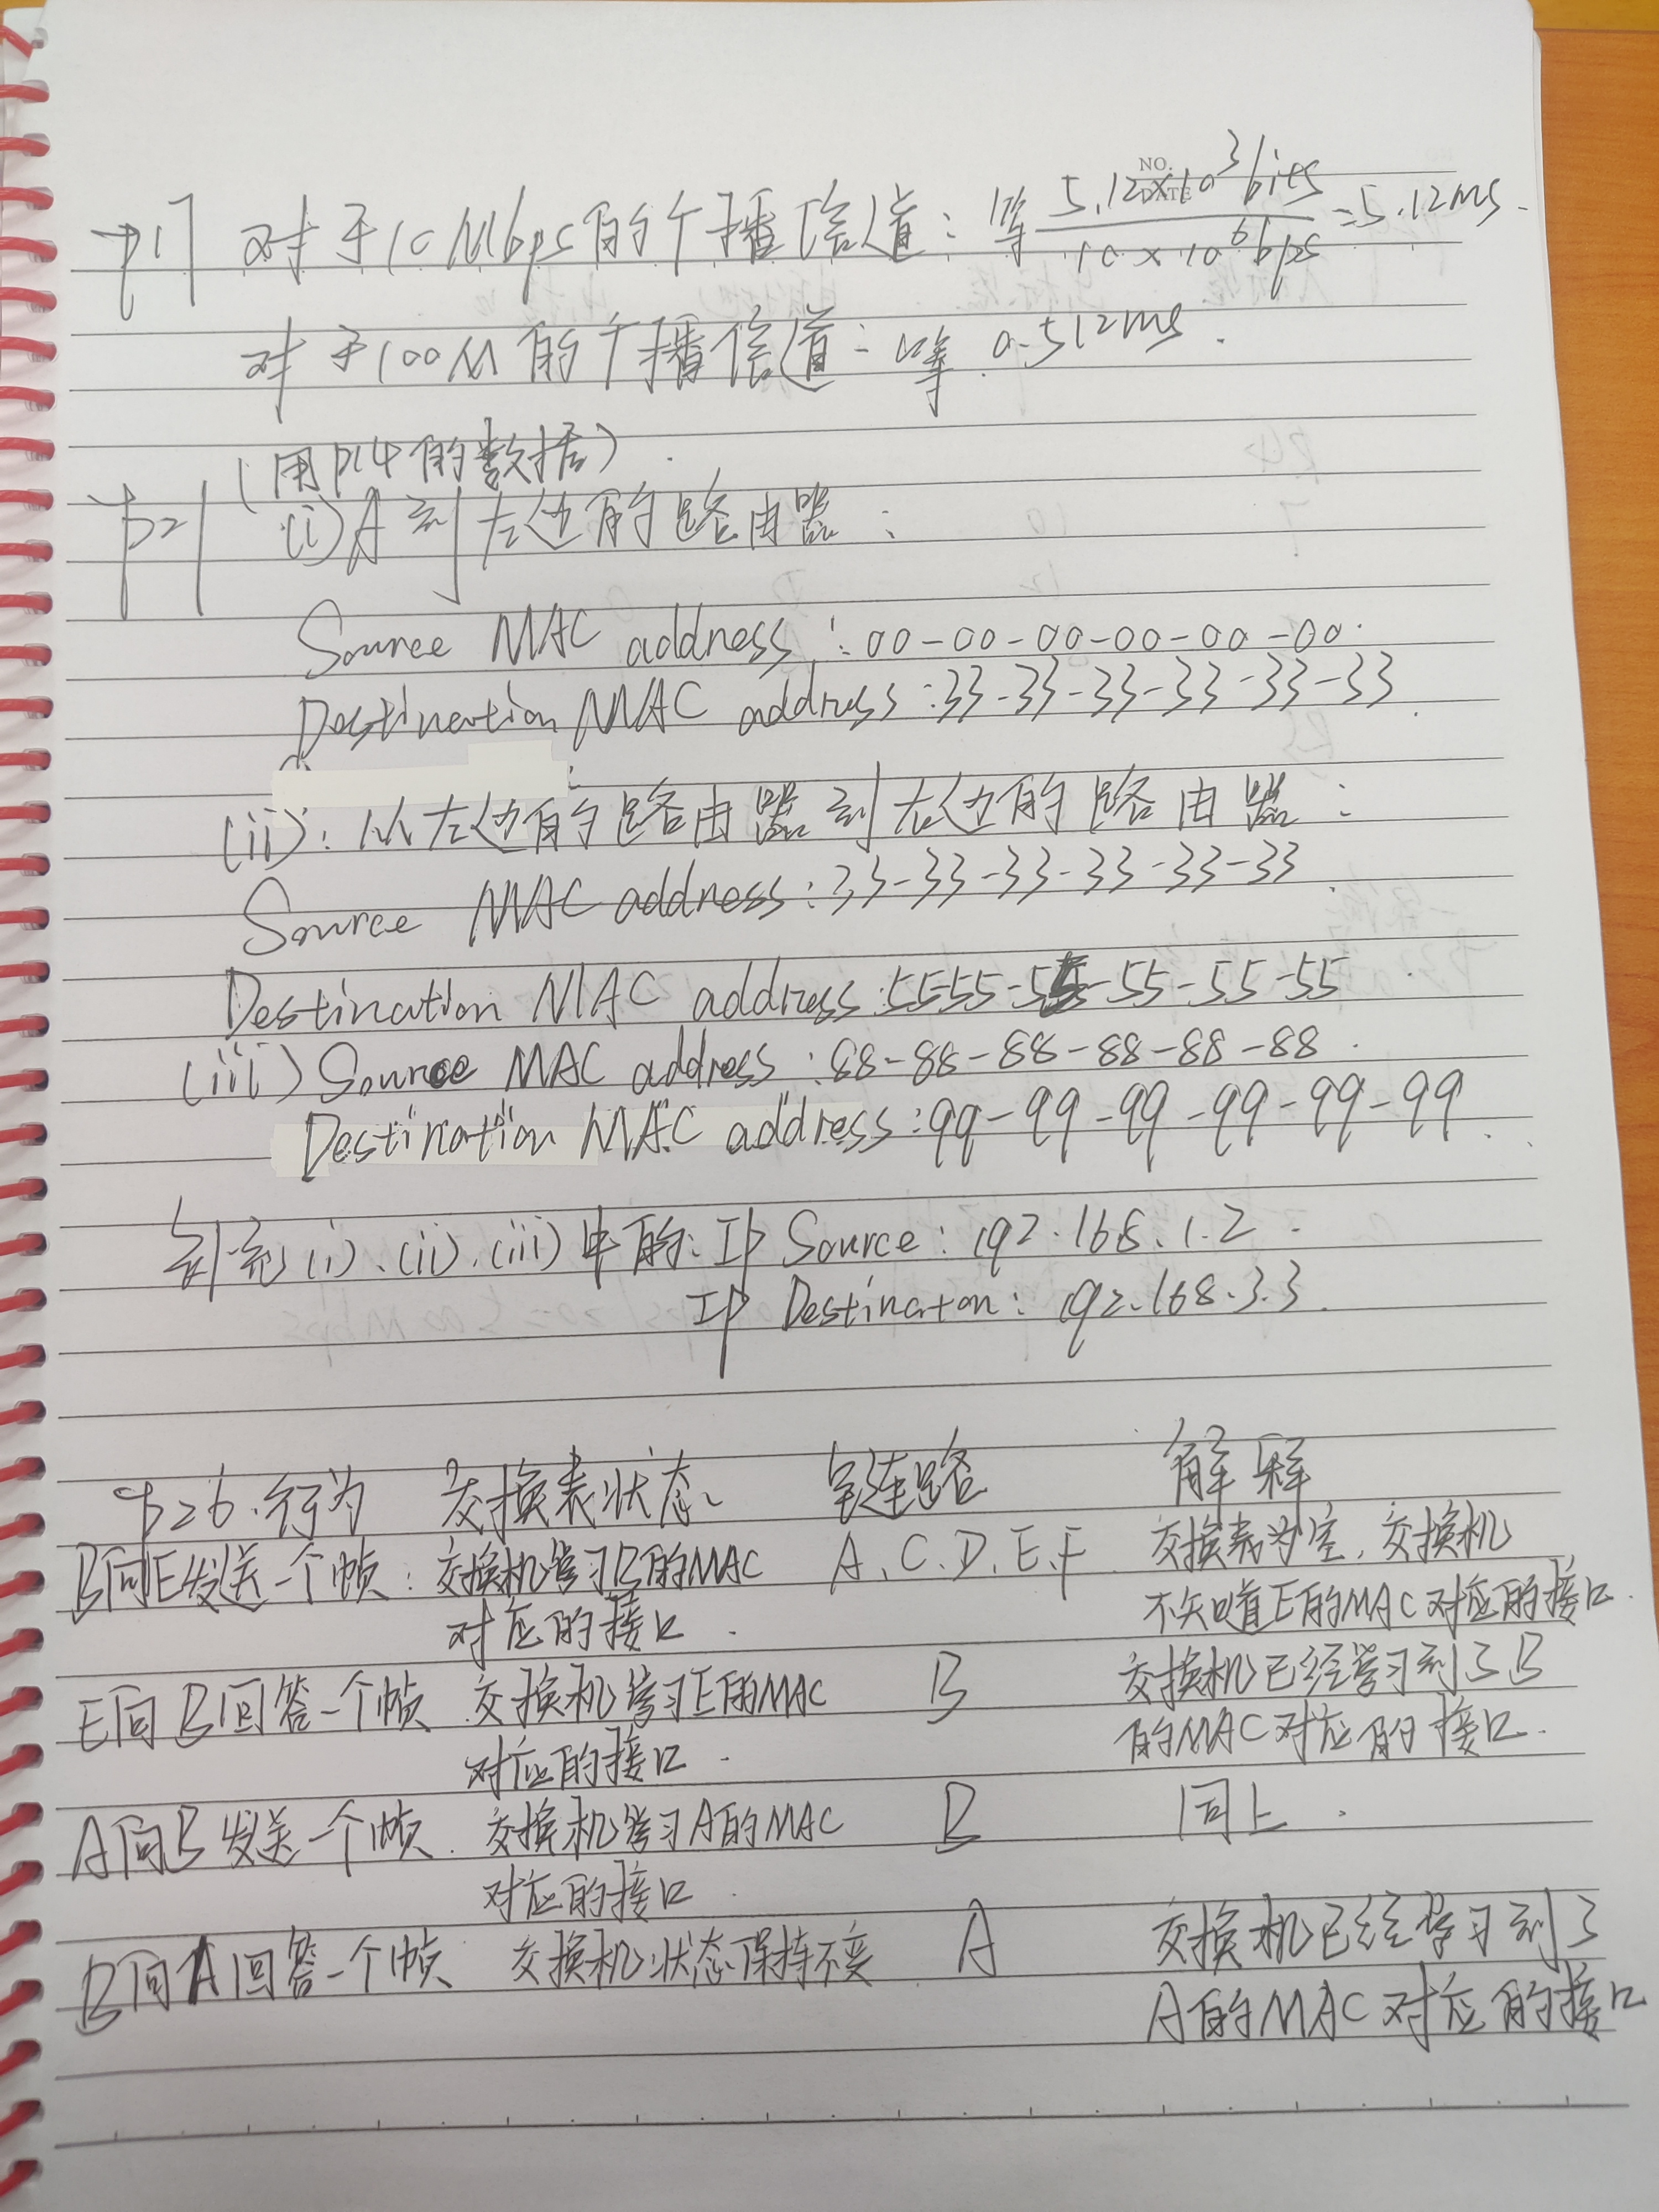 NO.
DATE
p17 对于10Mbps的广播信道：等 5.12×10³bits / 10×10⁶bps =5.12ms.
对于100M的广播信道：等 0.512ms.
(用P14的数据)
p21 (i)A到左边的路由器：
Source MAC address：00-00-00-00-00-00.
Destination MAC address：33-33-33-33-33-33
(ii)：从左边的路由器到右边的路由器：
Source MAC address：33-33-33-33-33-33
Destination MAC address：55-55-55-55-55-55
(iii) Source MAC address：88-88-88-88-88-88.
Destination MAC address：99-99-99-99-99-99.
(i)、(ii)、(iii)中的：IP Source：192.168.1.2.
IP Destinaton：192.168.3.3.
p26.行为 交换表状态 链路 解释
B向E发送一个帧：交换机学习B的MAC A.C.D.E.F 交换表为空，交换机
对应的接口. 不知道E的MAC对应的接口.
E向B回答一个帧 交换机学习E的MAC B 交换机已经学习到了B
对应的接口. 的MAC对应的接口.
A向B发送一个帧. 交换机学习A的MAC B 同上.
对应的接口.
B向A回答一个帧 交换机状态保持不变 A 交换机已经学习到了
A的MAC对应的接口